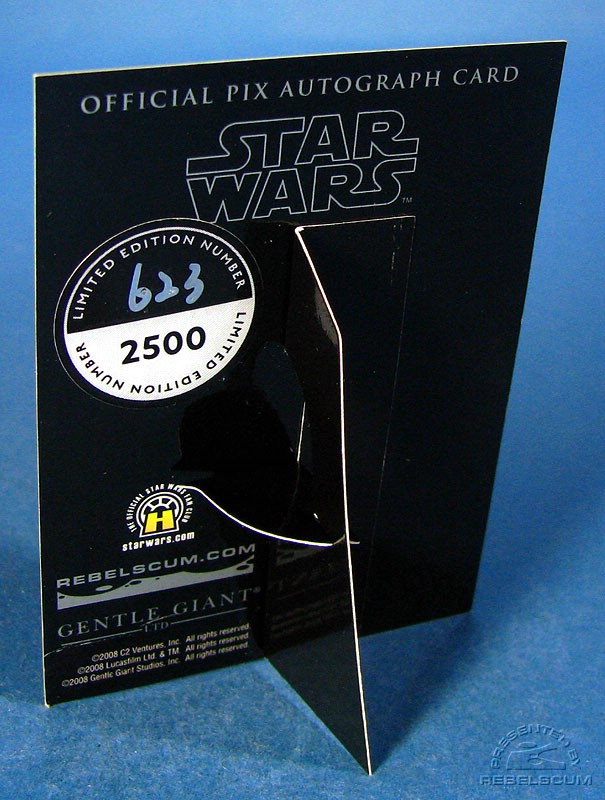 OFFICIAL PIX AUTOGRAPH CARD
STAR
WARS™
LIMITED EDITION NUMBER
623
2500
LIMITED EDITION NUMBER
THE OFFICIAL STAR WARS FAN CLUB
H
starwars.com
REBELSCUM.COM
GENTLE GIANT®
LTD
©2008 C2 Ventures, Inc. All rights reserved.
©2008 Lucasfilm Ltd. & TM. All rights reserved.
©2008 Gentle Giant Studios, Inc. All rights reserved.
PRESENTED BY
REBELSCUM